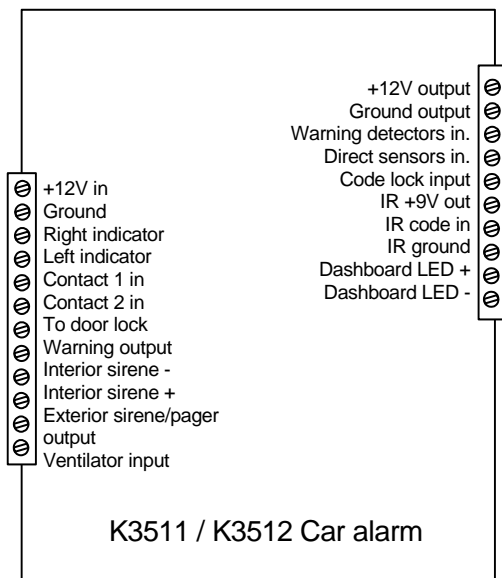 +12V output
Ground output
Warning detectors in.
Direct sensors in.
Code lock input
IR +9V out
IR code in
IR ground
Dashboard LED +
Dashboard LED -
+12V in
Ground
Right indicator
Left indicator
Contact 1 in
Contact 2 in
To door lock
Warning output
Interior sirene -
Interior sirene +
Exterior sirene/pager
output
Ventilator input
K3511 / K3512 Car alarm